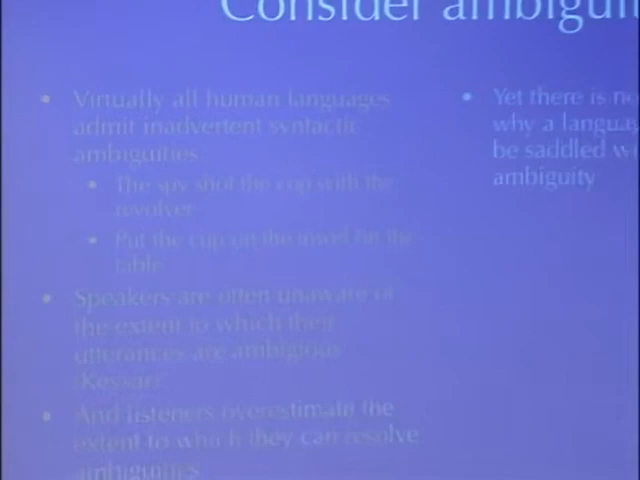 Consider ambigui
Virtually all human languages
admit inadvertent syntactic
ambiguities
The spy shot the cop with the
revolver
Put the cup on the towel on the
table
Speakers are often unaware of
the extent to which their
utterances are ambigious
Keysar
And listeners overestimate the
extent to which they can resolve
ambiguities
Yet there is no
why a languag
be saddled w
ambiguity